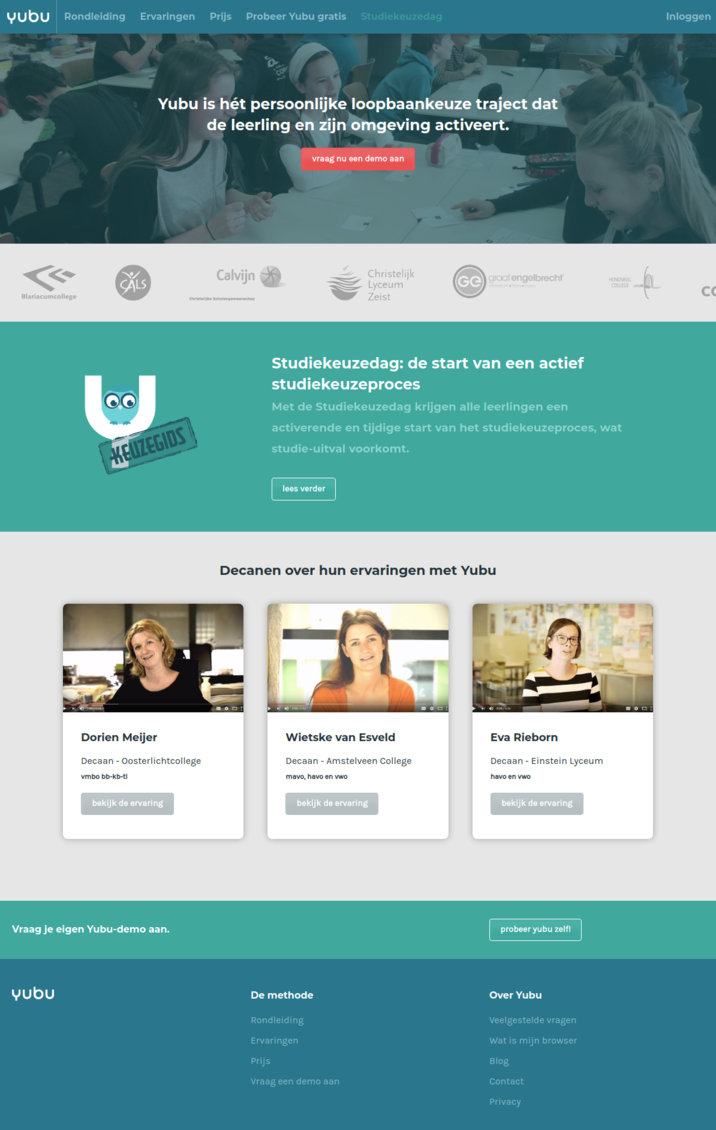 yubu Rondleiding Ervaringen Prijs Probeer Yubu gratis Studiekeuzedag Inloggen
Yubu is hét persoonlijke loopbaankeuze traject dat
de leerling en zijn omgeving activeert.
vraag nu een demo aan
Blariacumcollege
CALS
Calvijn
Christelijk
Lyceum
Zeist
GE graaf engelbrecht
COLLEGE
Studiekeuzedag: de start van een actief
studiekeuzeproces
Met de Studiekeuzedag krijgen alle leerlingen een
activerende en tijdige start van het studiekeuzeproces, wat
studie-uitval voorkomt.
KEUZEGIDS
lees verder
Decanen over hun ervaringen met Yubu
Dorien Meijer
Decaan - Oosterlichtcollege
vmbo bb-kb-tl
bekijk de ervaring
Wietske van Esveld
Decaan - Amstelveen College
mavo, havo en vwo
bekijk de ervaring
Eva Rieborn
Decaan - Einstein Lyceum
havo en vwo
bekijk de ervaring
Vraag je eigen Yubu-demo aan.
probeer yubu zelf!
yubu
De methode
Rondleiding
Ervaringen
Prijs
Vraag een demo aan
Over Yubu
Veelgestelde vragen
Wat is mijn browser
Blog
Contact
Privacy